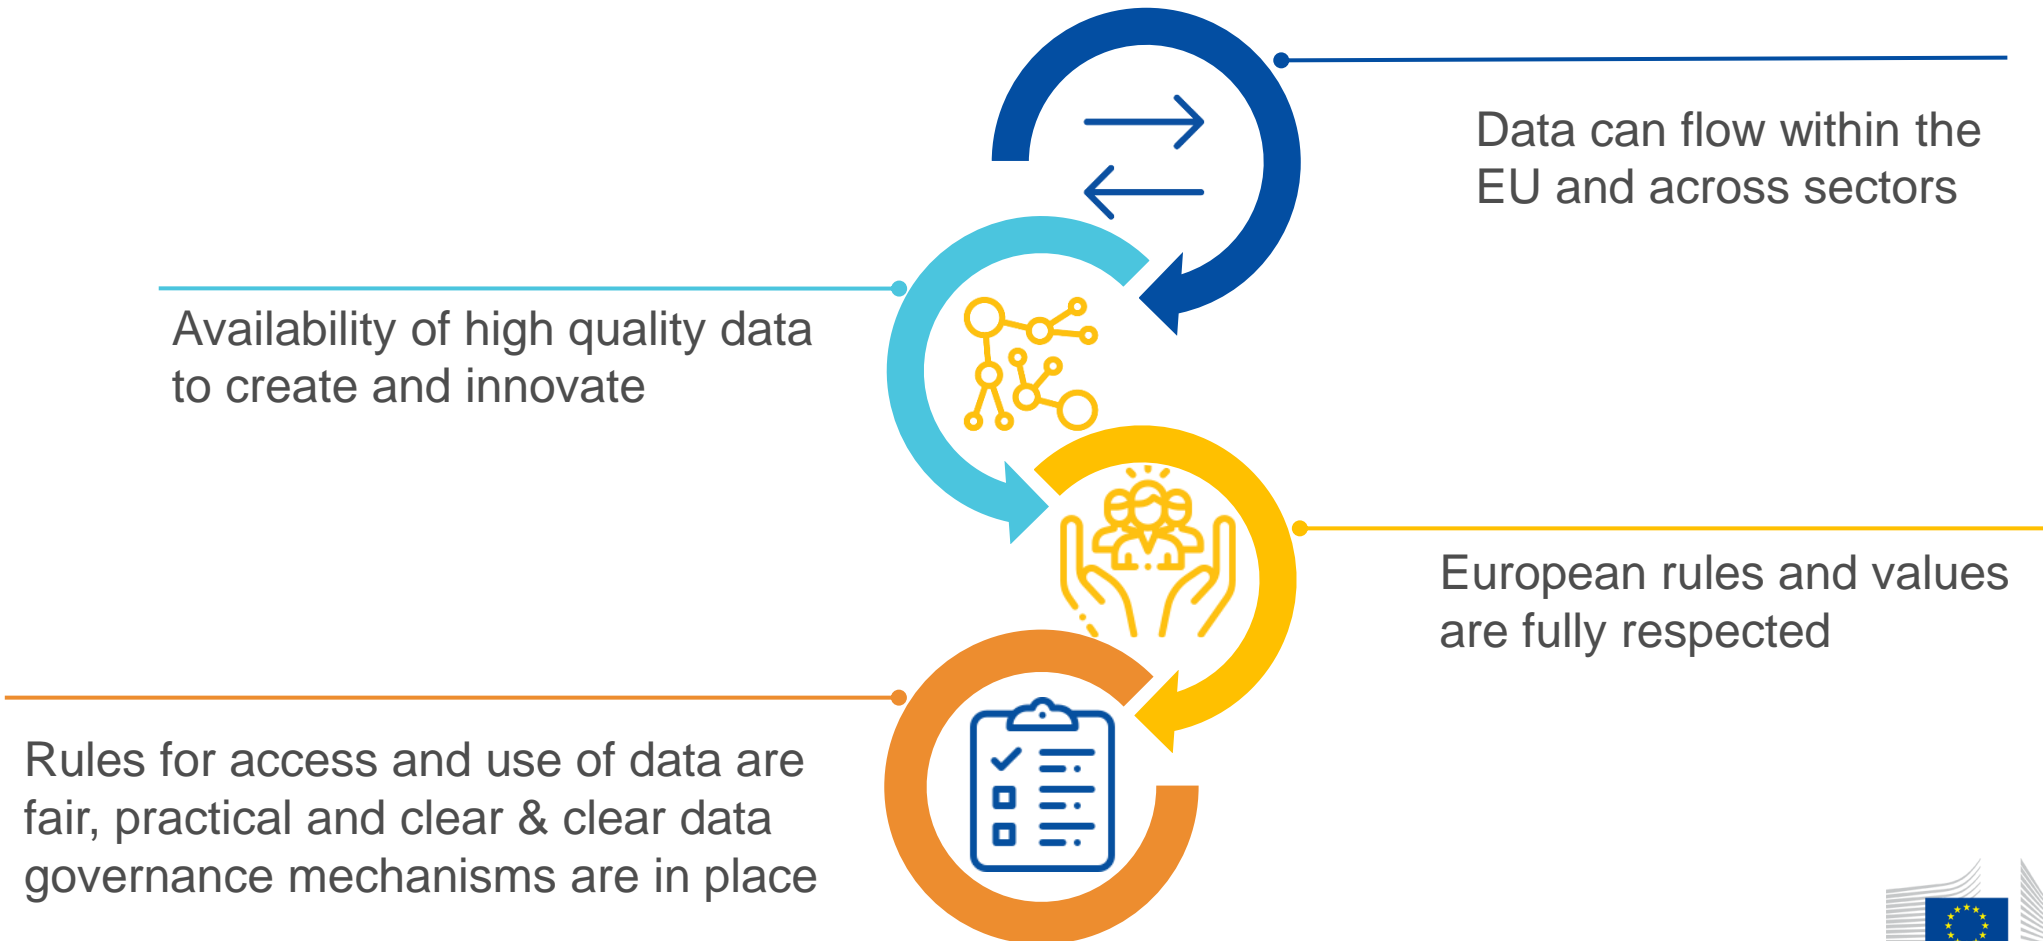 Data can flow within the
EU and across sectors
Availability of high quality data
to create and innovate
European rules and values
are fully respected
Rules for access and use of data are
fair, practical and clear & clear data
governance mechanisms are in place